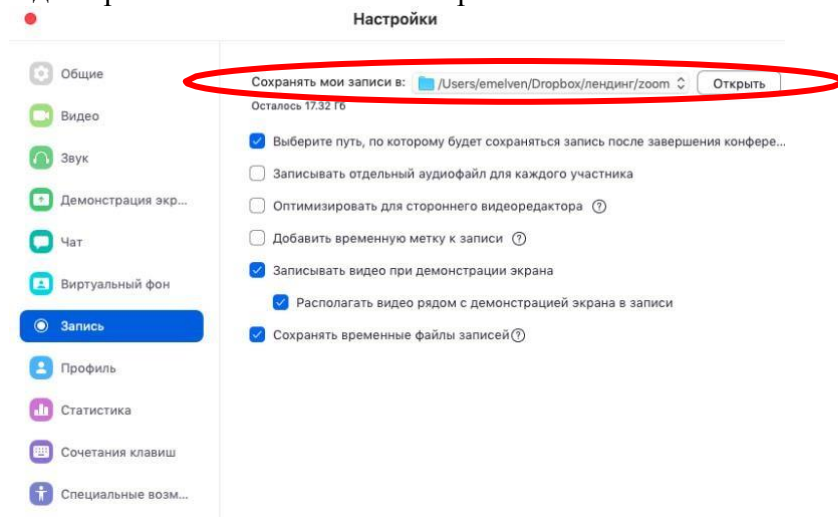 Настройки
Общие
Видео
Звук
Демонстрация экр...
Чат
Виртуальный фон
Запись
Профиль
Статистика
Сочетания клавиш
Специальные возм...
Сохранять мои записи в: /Users/emelven/Dropbox/лендинг/zoom Открыть
Осталось 17.32 Гб
Выберите путь, по которому будет сохраняться запись после завершения конфере...
Записывать отдельный аудиофайл для каждого участника
Оптимизировать для стороннего видеоредактора ?
Добавить временную метку к записи ?
Записывать видео при демонстрации экрана
Располагать видео рядом с демонстрацией экрана в записи
Сохранять временные файлы записей ?